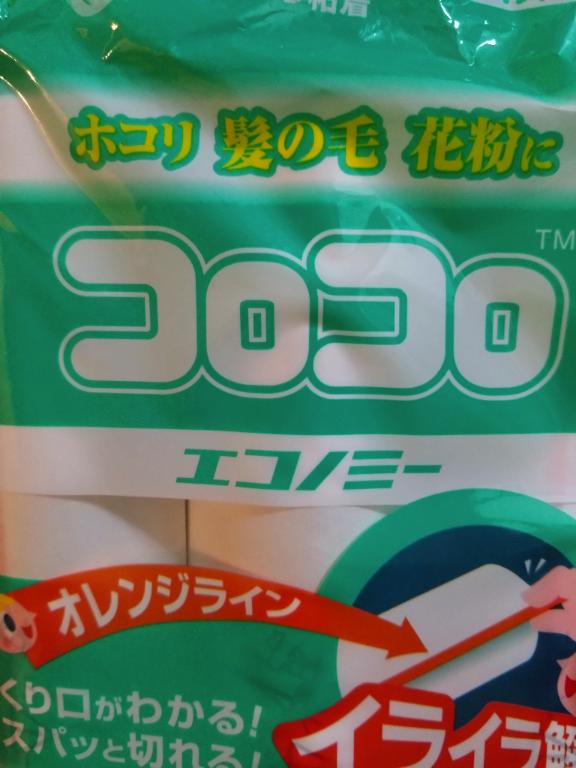 粘着
ホコリ 髪の毛 花粉に
コロコロ
TM
エコノミー
オレンジライン
くり口がわかる!
スパッと切れる!
イライラ解